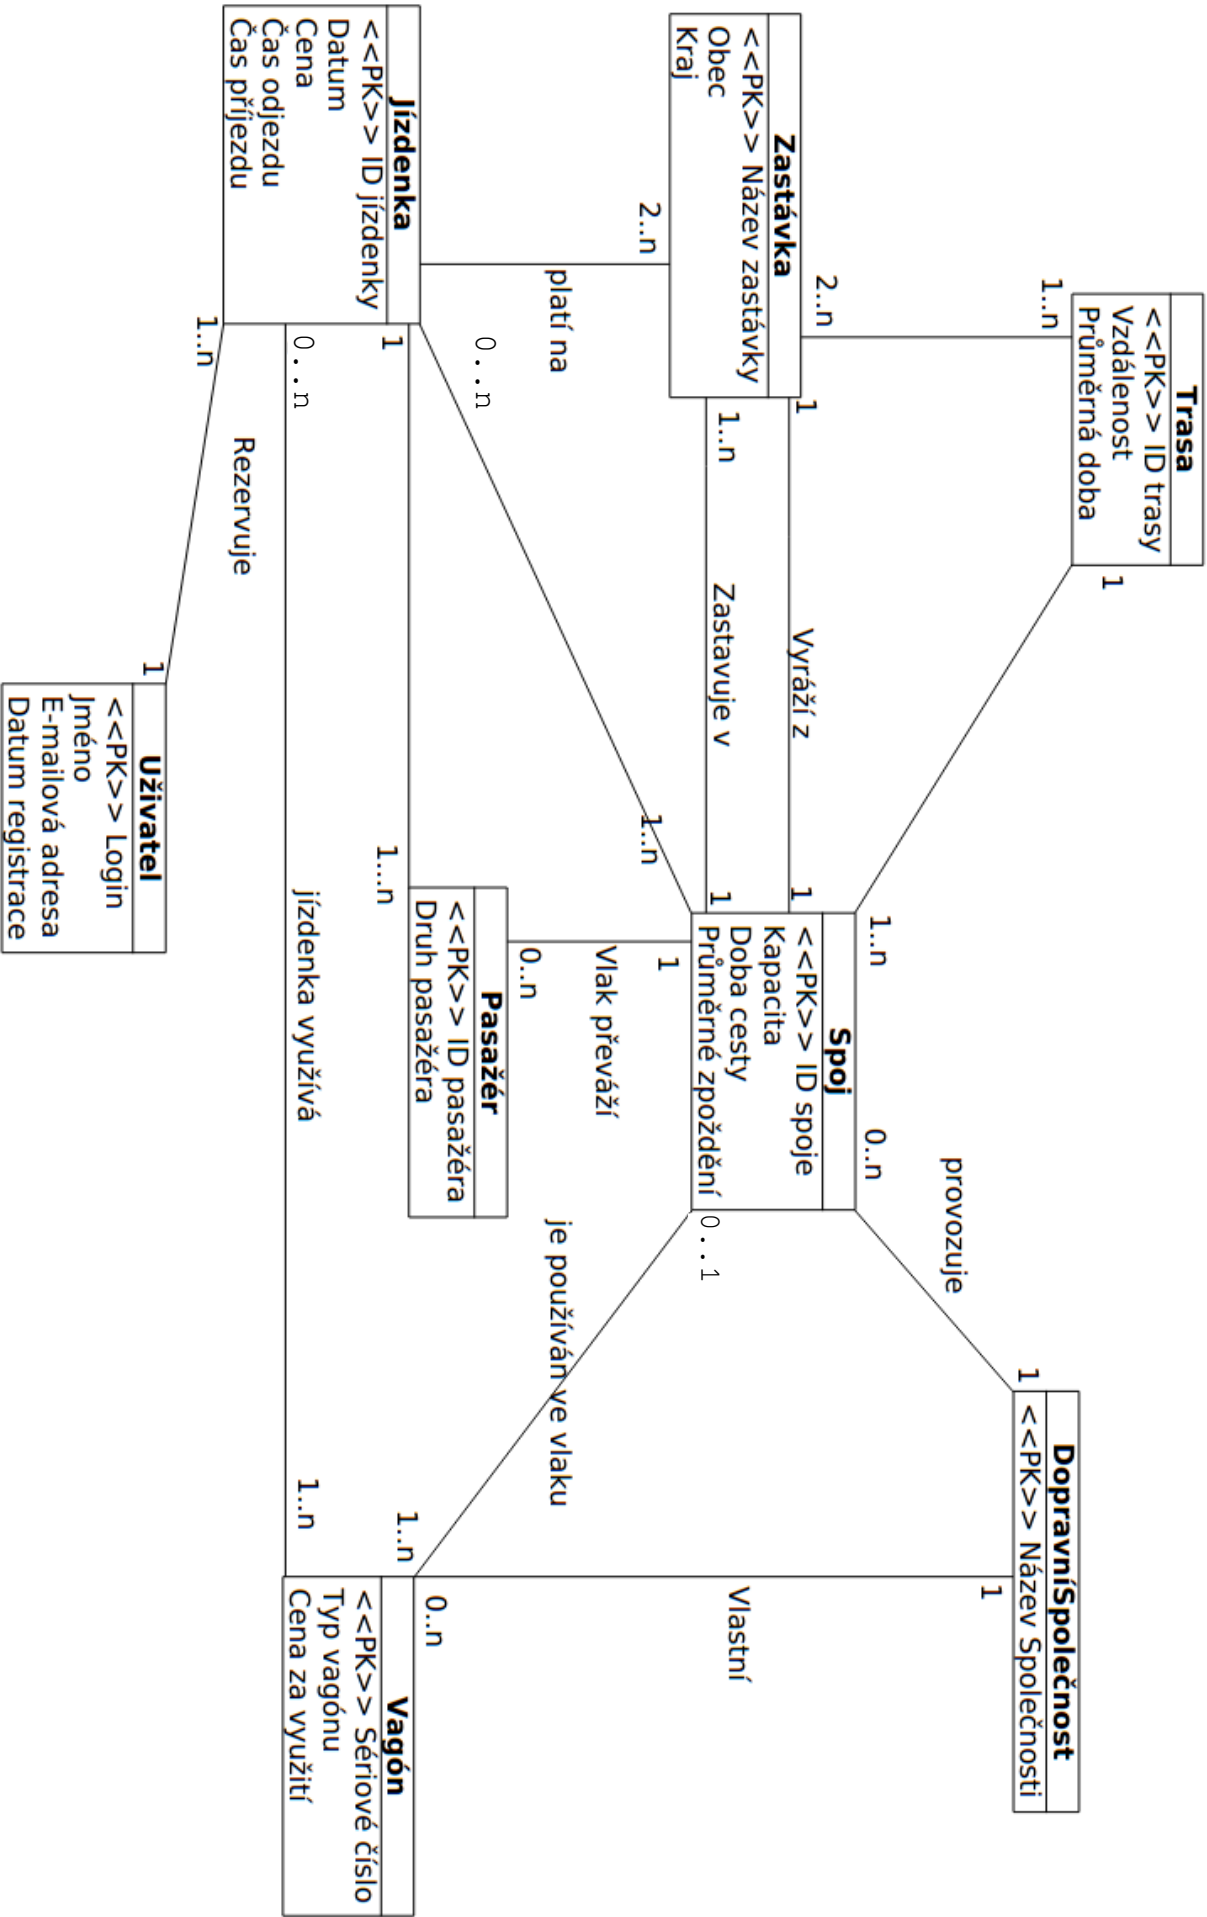 Trasa
<<PK>> ID trasy
Vzdálenost
Průměrná doba
1..n
1
2..n
Zastávka
<<PK>> Název zastávky
Obec
Kraj
1
1..n
2..n
Vyráží z
Zastavuje v
platí na
1..n
1
1
Spoj
<<PK>> ID spoje
Kapacita
Doba cesty
Průměrné zpoždění
0..n
0..1
1
1..n
provozuje
1
DopravníSpolečnost
<<PK>> Název Společnosti
1
Vlastní
Vlak převáží
0..n
je používán ve vlaku
Jízdenka
<<PK>> ID jízdenky
Datum
Cena
Čas odjezdu
Čas příjezdu
0..n
1
0..n
1..n
1...n
Pasažér
<<PK>> ID pasažéra
Druh pasažéra
jízdenka využívá
1..n
1..n
0..n
Vagón
<<PK>> Sériové číslo
Typ vagónu
Cena za využití
Rezervuje
1
Uživatel
<<PK>> Login
Jméno
E-mailová adresa
Datum registrace